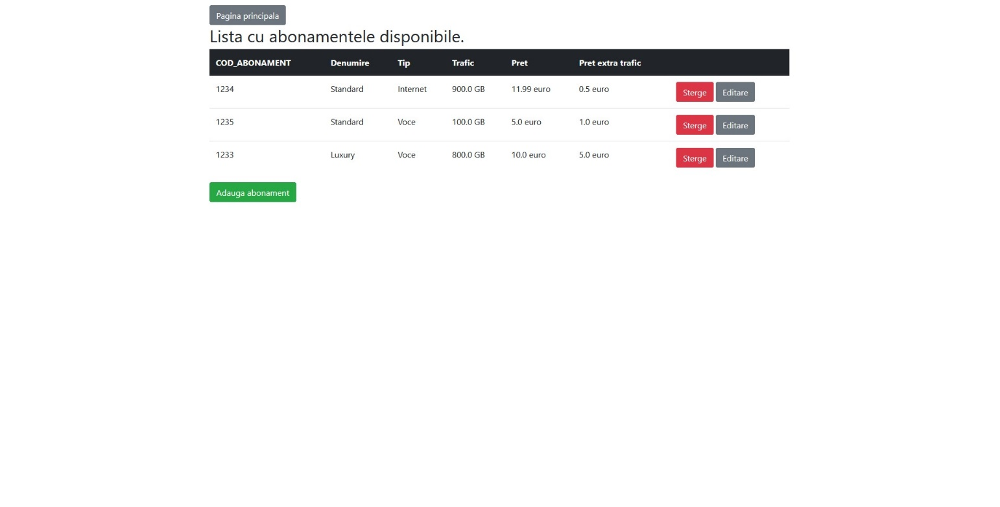 Pagina principala
Lista cu abonamentele disponibile.
COD_ABONAMENT Denumire Tip Trafic Pret Pret extra trafic
1234 Standard Internet 900.0 GB 11.99 euro 0.5 euro Sterge Editare
1235 Standard Voce 100.0 GB 5.0 euro 1.0 euro Sterge Editare
1233 Luxury Voce 800.0 GB 10.0 euro 5.0 euro Sterge Editare
Adauga abonament